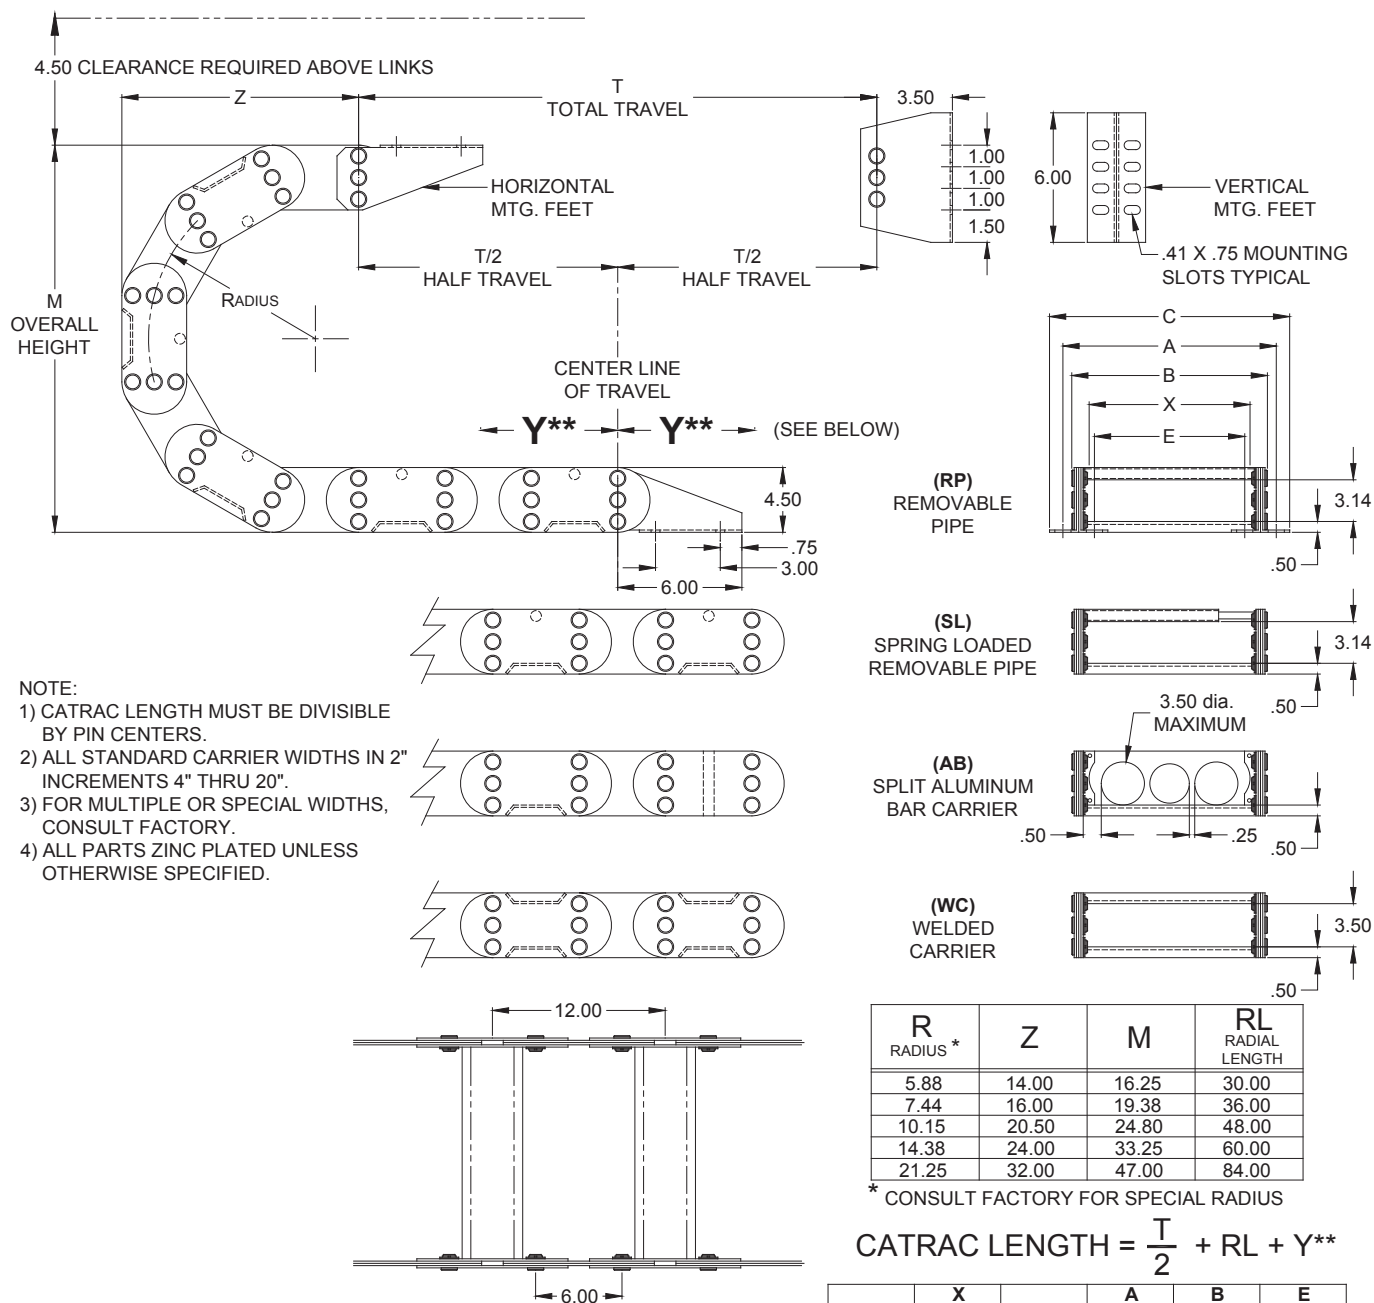 4.50 CLEARANCE REQUIRED ABOVE LINKS
Z
T
TOTAL TRAVEL
3.50
1.00
1.00
1.00
1.50
6.00
HORIZONTAL
MTG. FEET
VERTICAL
MTG. FEET
.41 X .75 MOUNTING
SLOTS TYPICAL
T/2
HALF TRAVEL
T/2
HALF TRAVEL
RADIUS
M
OVERALL
HEIGHT
CENTER LINE
OF TRAVEL
Y**
Y**
(SEE BELOW)
4.50
.75
3.00
6.00
C
A
B
X
E
(RP)
REMOVABLE
PIPE
3.14
.50
(SL)
SPRING LOADED
REMOVABLE PIPE
3.14
.50
3.50 dia.
MAXIMUM
(AB)
SPLIT ALUMINUM
BAR CARRIER
.50
.25
.50
(WC)
WELDED
CARRIER
3.50
.50
NOTE:
1) CATRAC LENGTH MUST BE DIVISIBLE
BY PIN CENTERS.
2) ALL STANDARD CARRIER WIDTHS IN 2"
INCREMENTS 4" THRU 20".
3) FOR MULTIPLE OR SPECIAL WIDTHS,
CONSULT FACTORY.
4) ALL PARTS ZINC PLATED UNLESS
OTHERWISE SPECIFIED.
12.00
6.00
R RADIUS * Z M RL RADIAL LENGTH
5.88 14.00 16.25 30.00
7.44 16.00 19.38 36.00
10.15 20.50 24.80 48.00
14.38 24.00 33.25 60.00
21.25 32.00 47.00 84.00
* CONSULT FACTORY FOR SPECIAL RADIUS
CATRAC LENGTH = T/2 + RL + Y**
X A B E